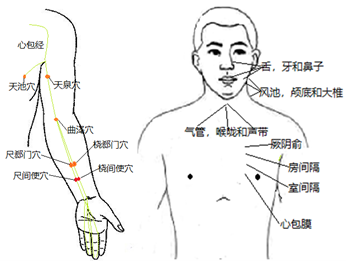 心包经
天池穴
天泉穴
曲泽穴
尺郄门穴
桡郄门穴
尺间使穴
桡间使穴
舌，牙和鼻子
风池，颅底和大椎
气管，喉咙和声带
厥阴俞
房间隔
室间隔
心包膜